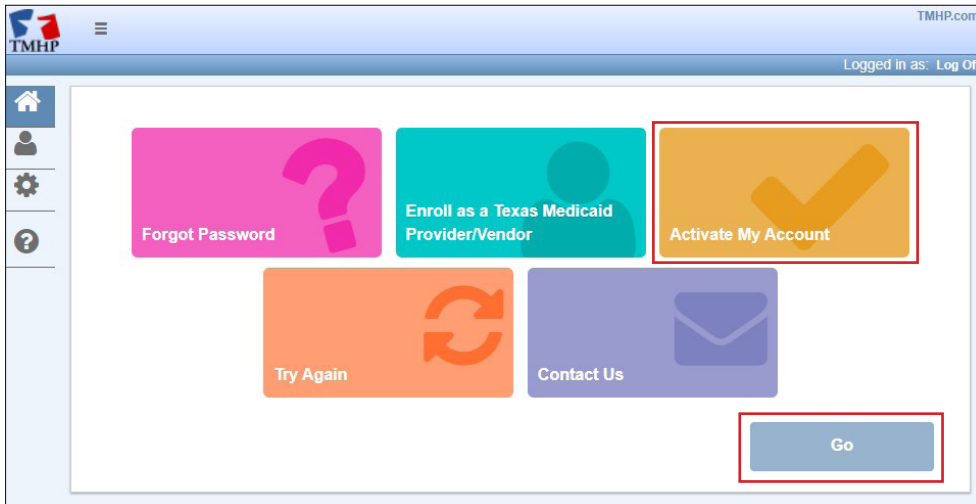 TMHP.com
TMHP
Logged in as: Log Of
Forgot Password
Enroll as a Texas Medicaid
Provider/Vendor
Activate My Account
Try Again
Contact Us
Go